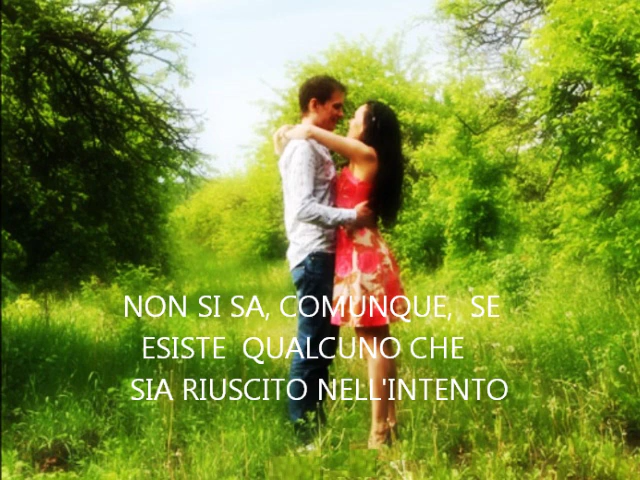 NON SI SA, COMUNQUE, SE
ESISTE QUALCUNO CHE
SIA RIUSCITO NELL'INTENTO